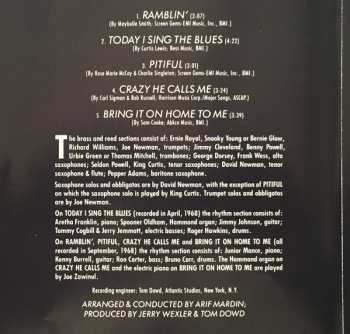 1. RAMBLIN' (3:07)
(By Maybelle Smith; Screen Gems-EMI Music, Inc., BMI.)
2. TODAY I SING THE BLUES (4:22)
(By Curtis Lewis; Bess Music, BMI.)
3. PITIFUL (3:01)
(By Rose Marie McCoy & Charlie Singleton; Screen Gems-EMI Music, Inc., BMI.)
4. CRAZY HE CALLS ME (3:24)
(By Carl Sigman & Bob Russell; Harrison Music Corp./Major Songs, ASCAP.)
5. BRING IT ON HOME TO ME (3:39)
(By Sam Cooke; Abkco Music, BMI.)
The brass and reed sections consist of: Ernie Royal, Snooky Young or Bernie Glow,
Richard Williams, Joe Newman, trumpets; Jimmy Cleveland, Benny Powell,
Urbie Green or Thomas Mitchell, trombones; George Dorsey, Frank Wess, alto
saxophones; Seldon Powell, King Curtis, tenor saxophones; David Newman, tenor
saxophone & flute; Pepper Adams, baritone saxophone.
Saxophone solos and obligatos are by David Newman, with the exception of PITIFUL
on which the saxophone solo is played by King Curtis. Trumpet solos and obligatos
are by Joe Newman.
On TODAY I SING THE BLUES (recorded in April, 1968) the rhythm section consists of:
Aretha Franklin, piano; Spooner Oldham, Hammond organ; Jimmy Johnson, guitar;
Tommy Cogbill & Jerry Jemmott, electric basses; Roger Hawkins, drums.
On RAMBLIN', PITIFUL, CRAZY HE CALLS ME and BRING IT ON HOME TO ME (all
recorded in September, 1968) the rhythm section consists of: Junior Mance, piano;
Kenny Burrell, guitar; Ron Carter, bass; Bruno Carr, drums. The Hammond organ on
CRAZY HE CALLS ME and the electric piano on BRING IT ON HOME TO ME are played
by Joe Zawinul.
Recording engineer: Tom Dowd, Atlantic Studios, New York, N.Y.
ARRANGED & CONDUCTED BY ARIF MARDIN;
PRODUCED BY JERRY WEXLER & TOM DOWD